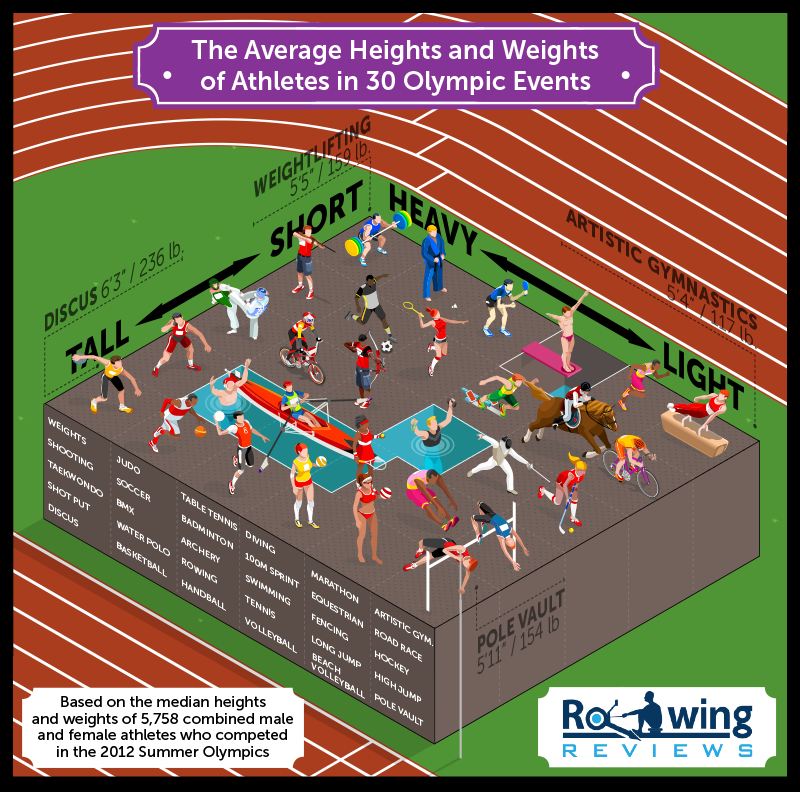 The Average Heights and Weights
of Athletes in 30 Olympic Events
WEIGHTLIFTING
5'5" / 159 lb.
SHORT
HEAVY
ARTISTIC GYMNASTICS
5'4" / 117 lb.
DISCUS 6'3" / 236 lb.
TALL
LIGHT
WEIGHTS
SHOOTING
TAEKWONDO
SHOT PUT
DISCUS
JUDO
SOCCER
BMX
WATER POLO
BASKETBALL
TABLE TENNIS
BADMINTON
ARCHERY
ROWING
HANDBALL
DIVING
100M SPRINT
SWIMMING
TENNIS
VOLLEYBALL
MARATHON
EQUESTRIAN
FENCING
LONG JUMP
BEACH
VOLLEYBALL
ARTISTIC GYM.
ROAD RACE
HOCKEY
HIGH JUMP
POLE VAULT
POLE VAULT
5'11" / 154 lb
Based on the median heights
and weights of 5,758 combined male
and female athletes who competed
in the 2012 Summer Olympics
Rowing
REVIEWS